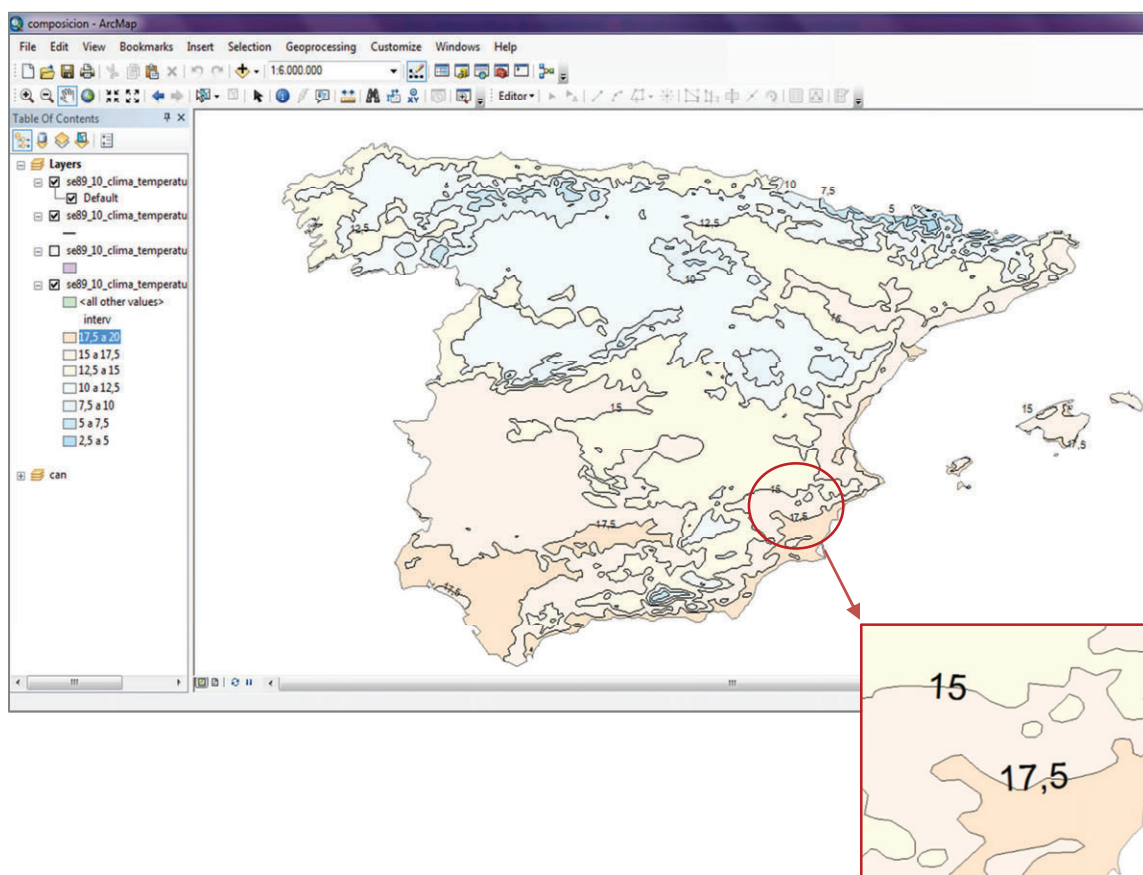 composicion - ArcMap
File Edit View Bookmarks Insert Selection Geoprocessing Customize Windows Help
1:6.000.000
Editor
Table Of Contents
Layers
se89_10_clima_temperatu
Default
se89_10_clima_temperatu
se89_10_clima_temperatu
se89_10_clima_temperatu
<all other values>
interv
17,5 a 20
15 a 17,5
12,5 a 15
10 a 12,5
7,5 a 10
5 a 7,5
2,5 a 5
can
10
7,5
5
12,5
12,5
10
15
15
15
17,5
15
17,5
17,5
17,5
15
17,5